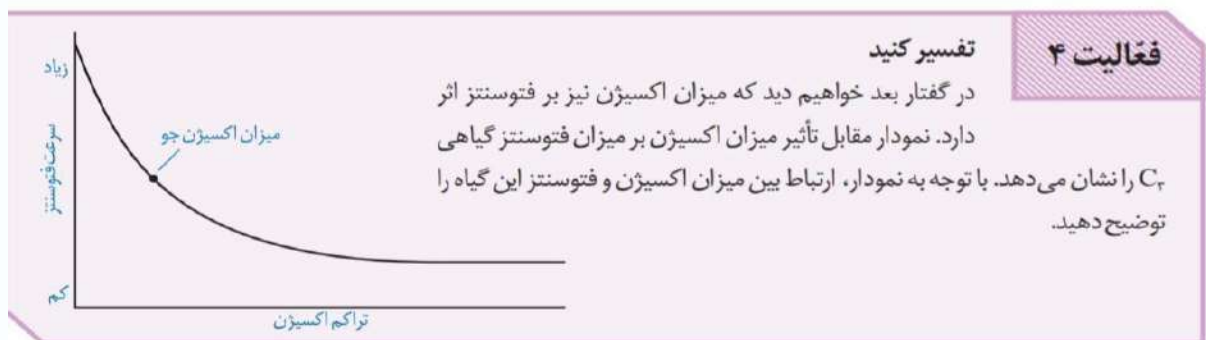 فعّالیت ۴
تفسیر کنید
در گفتار بعد خواهیم دید که میزان اکسیژن نیز بر فتوسنتز اثر
دارد. نمودار مقابل تأثیر میزان اکسیژن بر میزان فتوسنتز گیاهی
C₃ را نشان می‌دهد. با توجه به نمودار، ارتباط بین میزان اکسیژن و فتوسنتز این گیاه را
توضیح دهید.
زیاد
سرعت فتوسنتز
کم
میزان اکسیژن جو
تراکم اکسیژن